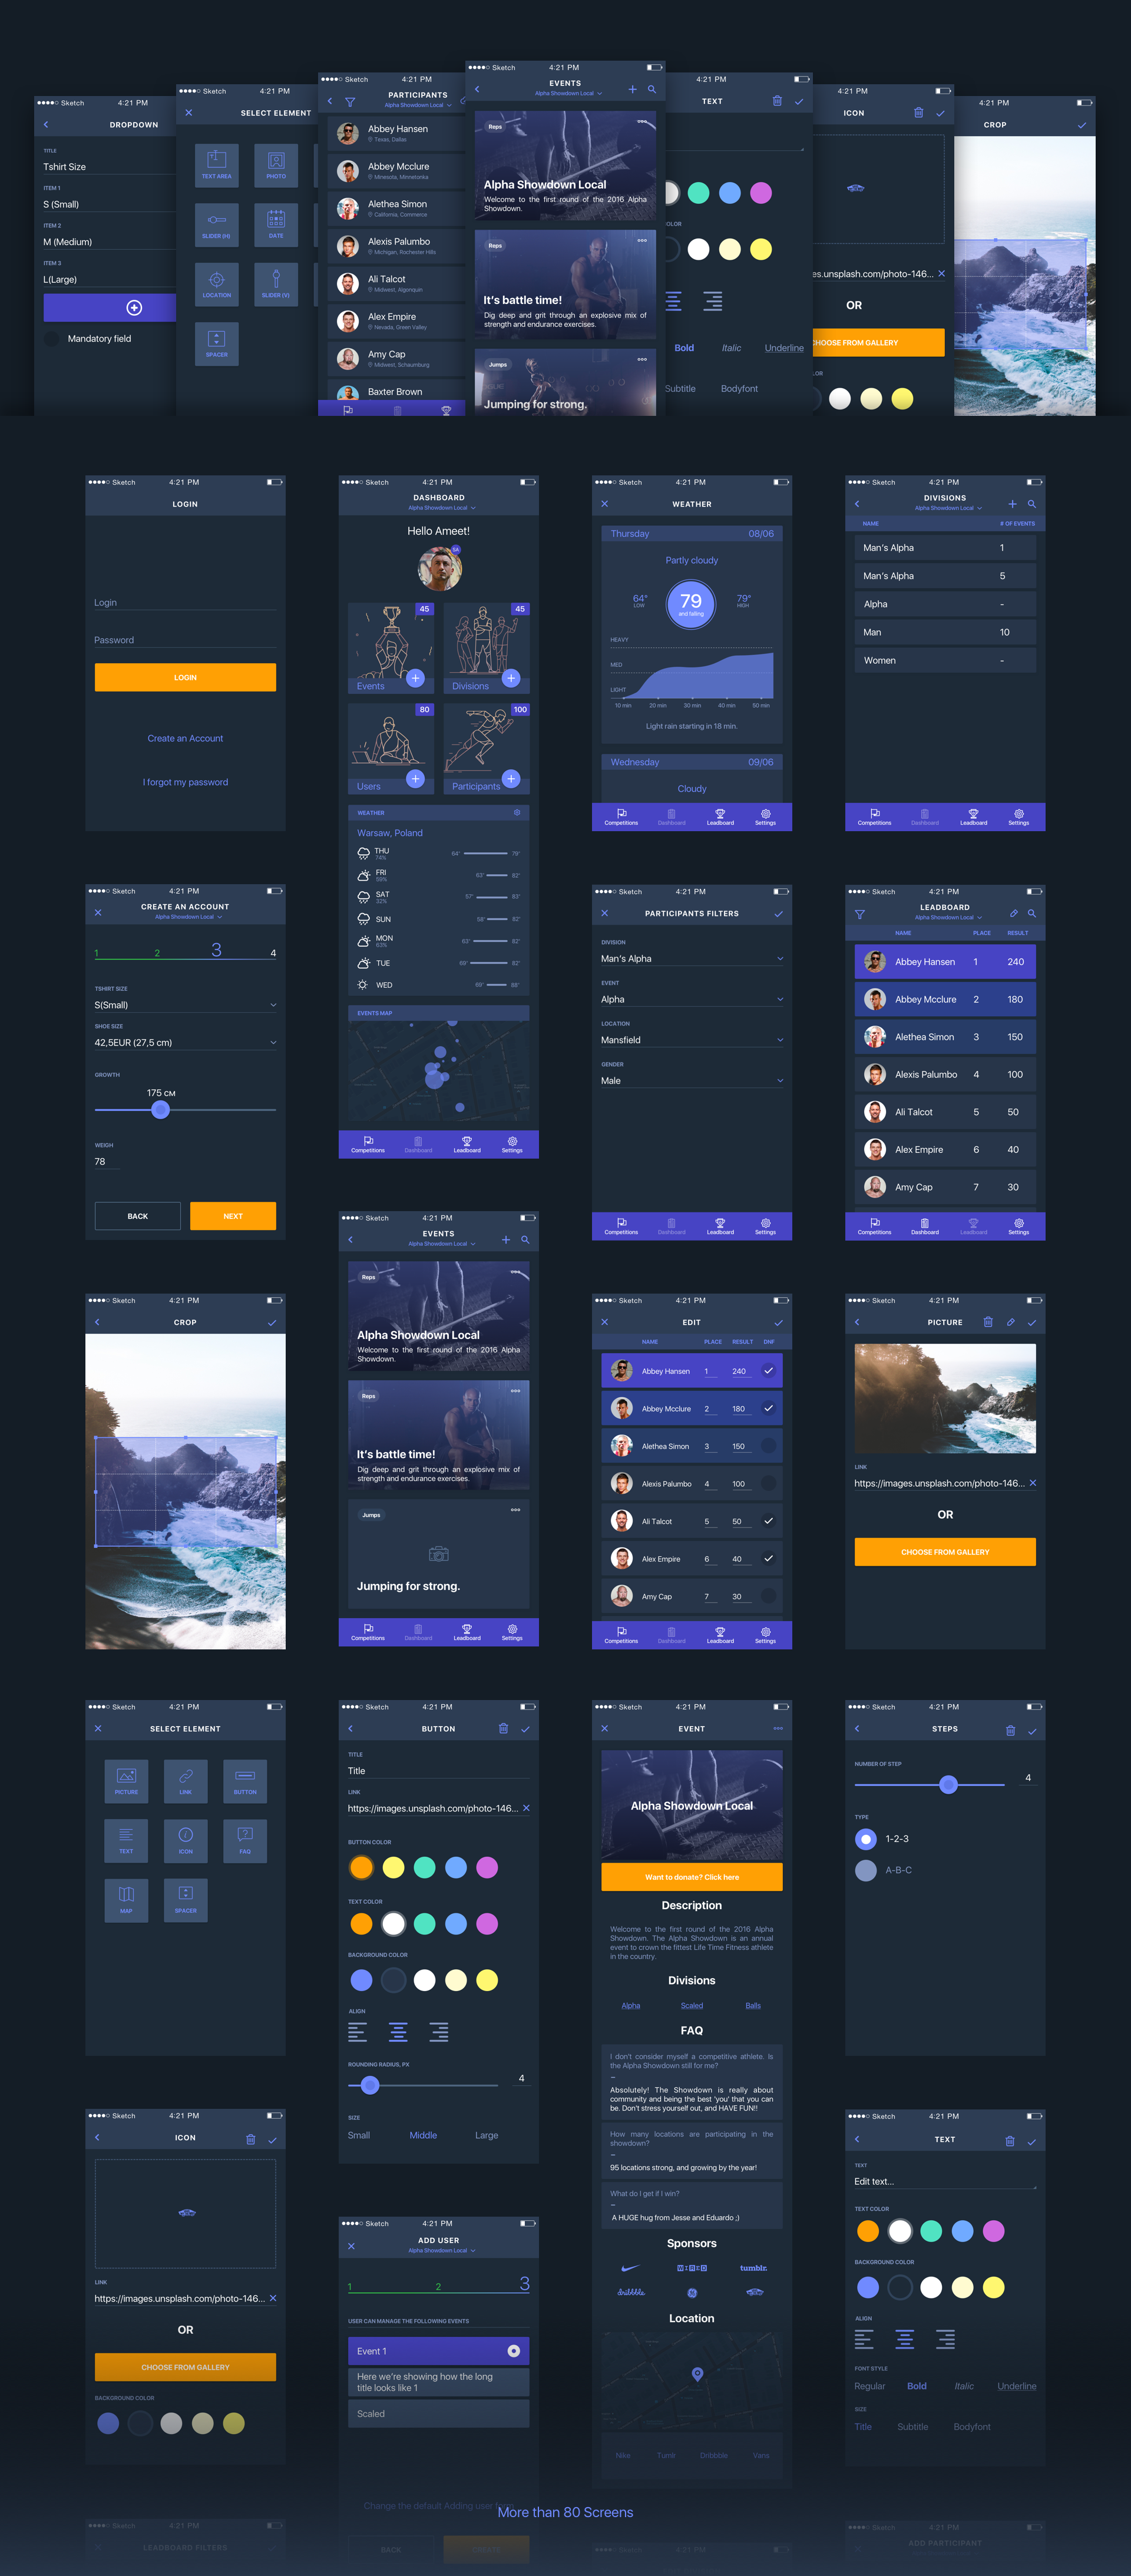 Sketch 4:21 PM
EVENTS
Alpha Showdown Local
Reps
Alpha Showdown Local
Welcome to the first round of the 2016 Alpha
Showdown.
Reps
It's battle time!
Dig deep and grit through an explosive mix of
strength and endurance exercises.
Jumps
Jumping for strong.
Sketch 4:21 PM
PARTICIPANTS
Alpha Showdown Local
Abbey Hansen
Texas, Dallas
Abbey Mcclure
Minesota, Minnetonka
Alethea Simon
California, Commerce
Alexis Palumbo
Michigan, Rochester Hills
Ali Talcot
Midwest, Algonquin
Alex Empire
Nevada, Green Valley
Amy Cap
Midwest, Schaumburg
Baxter Brown
4:21 PM
TEXT
COLOR
Bold Italic Underline
Subtitle Bodyfont
Sketch 4:21 PM
SELECT ELEMENT
TEXT AREA PHOTO
SLIDER (H) DATE
LOCATION SLIDER (V)
SPACER
4:21 PM
ICON
es.unsplash.com/photo-146...
OR
CHOOSE FROM GALLERY
LOR
Sketch 4:21 PM
DROPDOWN
TITLE
Tshirt Size
ITEM 1
S (Small)
ITEM 2
M (Medium)
ITEM 3
L(Large)
Mandatory field
4:21 PM
CROP
Sketch 4:21 PM
LOGIN
Login
Password
LOGIN
Create an Account
I forgot my password
Sketch 4:21 PM
DASHBOARD
Alpha Showdown Local
Hello Ameet!
SA
45
Events
45
Divisions
80
Users
100
Participants
WEATHER
Warsaw, Poland
THU 64° 79°
74%
FRI 63° 82°
59%
SAT 57° 83°
32%
SUN 58° 82°
MON 63° 82°
63%
TUE 69° 82°
WED 69° 88°
EVENTS MAP
Competitions Dashboard Leadboard Settings
Sketch 4:21 PM
WEATHER
Thursday 08/06
Partly cloudy
64° 79 79°
LOW and falling HIGH
HEAVY
MED
LIGHT
10 min 20 min 30 min 40 min 50 min
Light rain starting in 18 min.
Wednesday 09/06
Cloudy
Competitions Dashboard Leadboard Settings
Sketch 4:21 PM
DIVISIONS
Alpha Showdown Local
NAME # OF EVENTS
Man's Alpha 1
Man's Alpha 5
Alpha -
Man 10
Women -
Competitions Dashboard Leadboard Settings
Sketch 4:21 PM
CREATE AN ACCOUNT
Alpha Showdown Local
1 2 3 4
TSHIRT SIZE
S(Small)
SHOE SIZE
42,5EUR (27,5 cm)
GROWTH
175 см
WEIGH
78
BACK NEXT
Sketch 4:21 PM
PARTICIPANTS FILTERS
DIVISION
Man's Alpha
EVENT
Alpha
LOCATION
Mansfield
GENDER
Male
Competitions Dashboard Leadboard Settings
Sketch 4:21 PM
LEADBOARD
Alpha Showdown Local
NAME PLACE RESULT
Abbey Hansen 1 240
Abbey Mcclure 2 180
Alethea Simon 3 150
Alexis Palumbo 4 100
Ali Talcot 5 50
Alex Empire 6 40
Amy Cap 7 30
Competitions Dashboard Leadboard Settings
Sketch 4:21 PM
CROP
Sketch 4:21 PM
EVENTS
Alpha Showdown Local
Reps
Alpha Showdown Local
Welcome to the first round of the 2016 Alpha
Showdown.
Reps
It's battle time!
Dig deep and grit through an explosive mix of
strength and endurance exercises.
Jumps
Jumping for strong.
Competitions Dashboard Leadboard Settings
Sketch 4:21 PM
EDIT
NAME PLACE RESULT DNF
Abbey Hansen 1 240
Abbey Mcclure 2 180
Alethea Simon 3 150
Alexis Palumbo 4 100
Ali Talcot 5 50
Alex Empire 6 40
Amy Cap 7 30
Competitions Dashboard Leadboard Settings
Sketch 4:21 PM
PICTURE
LINK
https://images.unsplash.com/photo-146...
OR
CHOOSE FROM GALLERY
Sketch 4:21 PM
SELECT ELEMENT
PICTURE LINK BUTTON
TEXT ICON FAQ
MAP SPACER
Sketch 4:21 PM
BUTTON
TITLE
Title
LINK
https://images.unsplash.com/photo-146...
BUTTON COLOR
TEXT COLOR
BACKGROUND COLOR
ALIGN
ROUNDING RADIUS, PX
4
SIZE
Small Middle Large
Sketch 4:21 PM
EVENT
Alpha Showdown Local
Want to donate? Click here
Description
Welcome to the first round of the 2016 Alpha
Showdown. The Alpha Showdown is an annual
event to crown the fittest Life Time Fitness athlete
in the country.
Divisions
Alpha Scaled Balls
FAQ
I don't consider myself a competitive athlete. Is
the Alpha Showdown still for me?
–
Absolutely! The Showdown is really about
community and being the best 'you' that you can
be. Don't stress yourself out, and HAVE FUN!!
How many locations are participating in the
showdown?
–
95 locations strong, and growing by the year!
What do I get if I win?
–
A HUGE hug from Jesse and Eduardo ;)
Sponsors
WIRED tumblr.
dribbble
Location
Nike Tumlr Dribbble Vans
Sketch 4:21 PM
STEPS
NUMBER OF STEP
4
TYPE
1-2-3
A-B-C
Sketch 4:21 PM
ICON
LINK
https://images.unsplash.com/photo-146...
OR
CHOOSE FROM GALLERY
BACKGROUND COLOR
Sketch 4:21 PM
ADD USER
Alpha Showdown Local
1 2 3
USER CAN MANAGE THE FOLLOWING EVENTS
Event 1
Here we're showing how the long
title looks like 1
Scaled
Change the default Adding user
BACK
Sketch 4:21 PM
TEXT
TEXT
Edit text...
TEXT COLOR
BACKGROUND COLOR
ALIGN
FONT STYLE
Regular Bold Italic Underline
SIZE
Title Subtitle Bodyfont
More than 80 Screens
Sketch 4:21 PM
LEADBOARD FILTERS
Sketch 4:21 PM
ADD PARTICIPANT